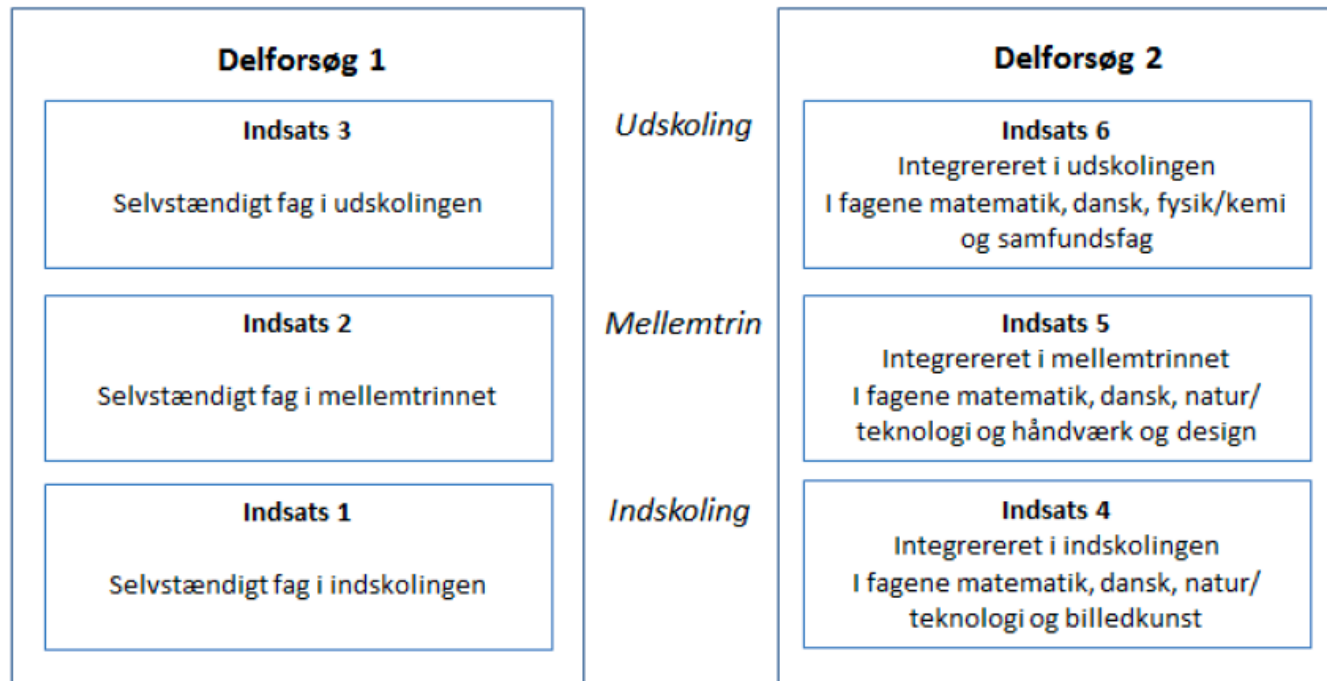 Delforsøg 1
Indsats 3
Selvstændigt fag i udskolingen
Indsats 2
Selvstændigt fag i mellemtrinnet
Indsats 1
Selvstændigt fag i indskolingen
Udskoling
Mellemtrin
Indskoling
Delforsøg 2
Indsats 6
Integrereret i udskolingen
I fagene matematik, dansk, fysik/kemi
og samfundsfag
Indsats 5
Integrereret i mellemtrinnet
I fagene matematik, dansk, natur/
teknologi og håndværk og design
Indsats 4
Integrereret i indskolingen
I fagene matematik, dansk, natur/
teknologi og billedkunst